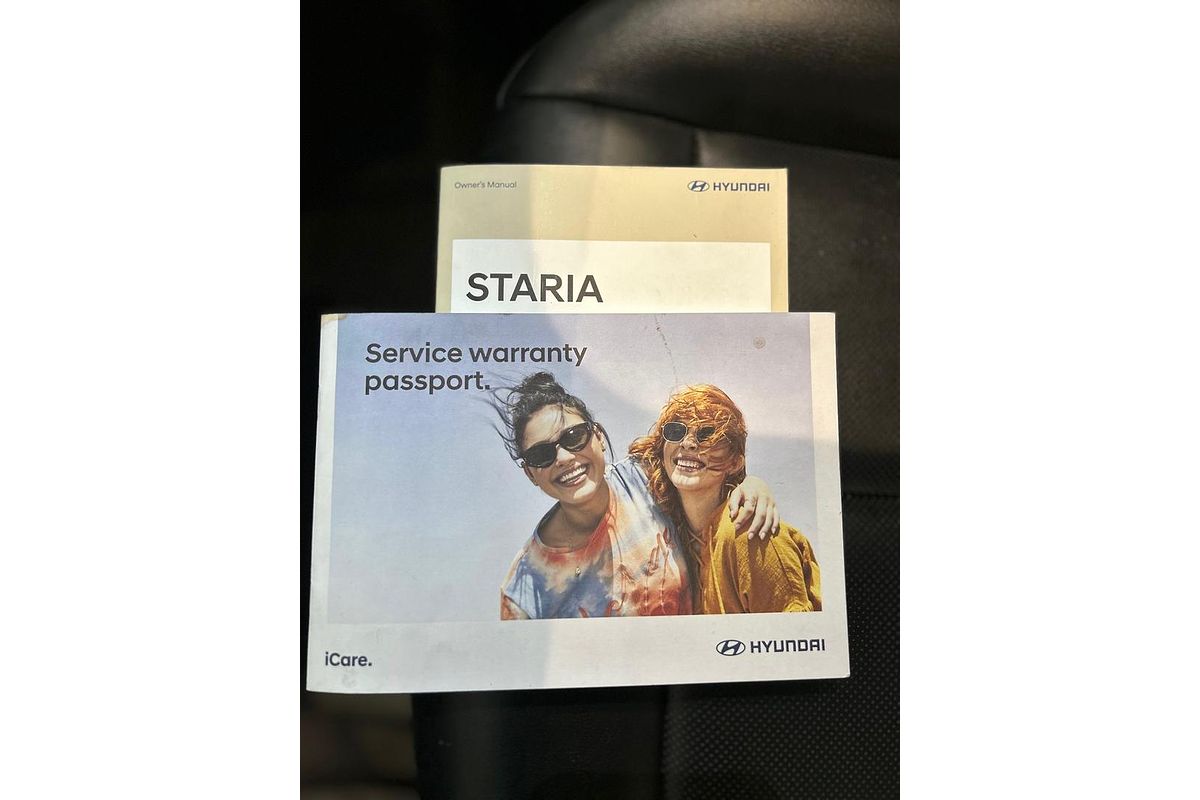 Owner's Manual
HYUNDAI
STARIA
Service warranty
passport.
iCare.
HYUNDAI